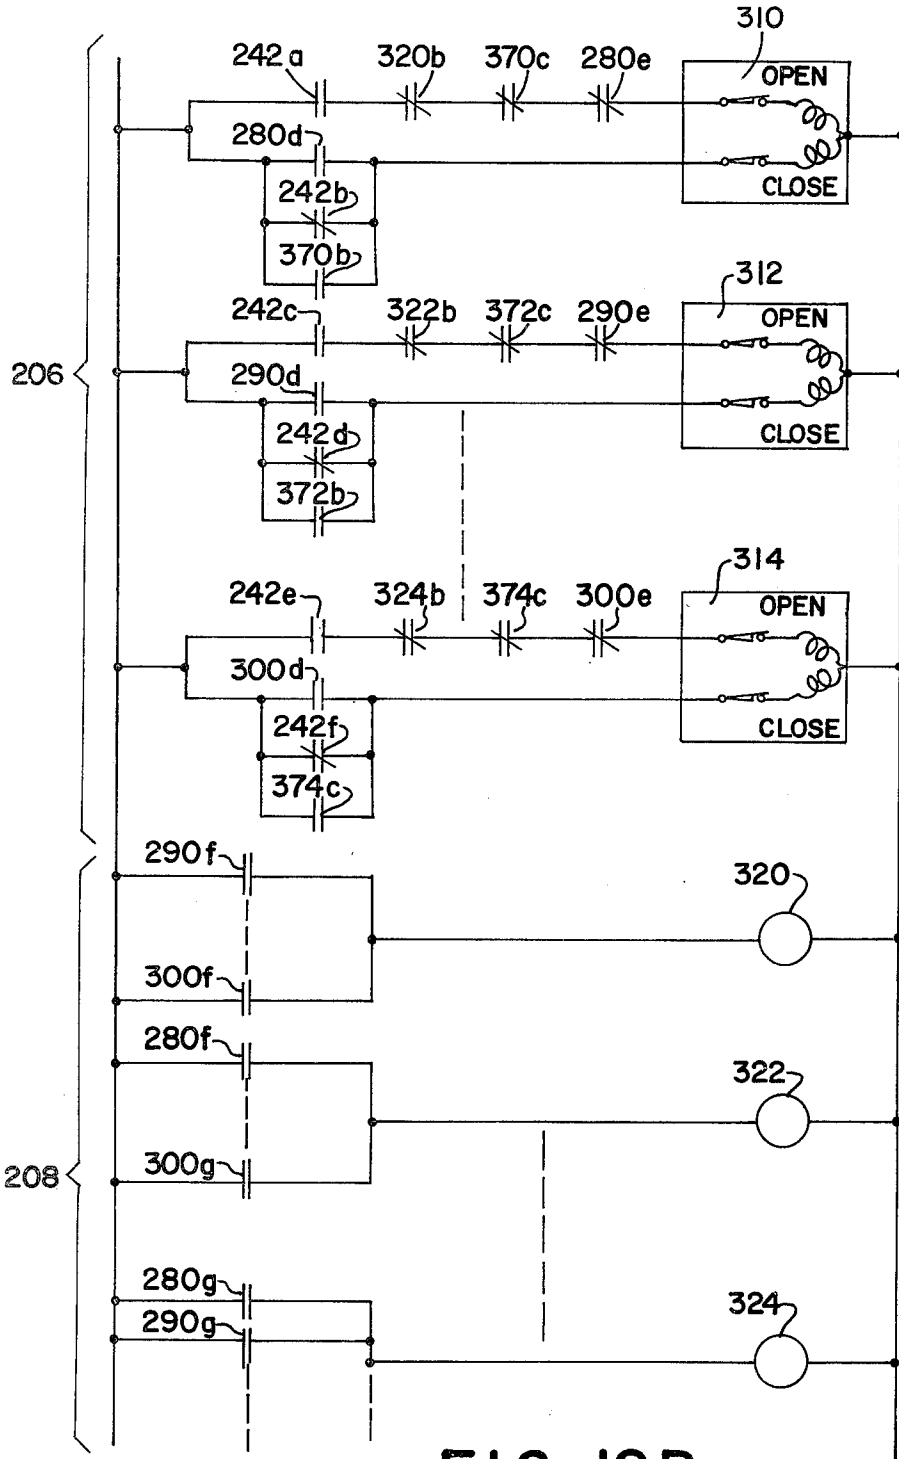 310
242a 320b 370c 280e OPEN
280d
242b CLOSE
370b
312
242c 322b 372c 290e OPEN
206
290d
242d CLOSE
372b
314
242e 324b 374c 300e OPEN
300d
242f CLOSE
374c
290f
320
300f
280f
322
300g
208
280g
324
290g